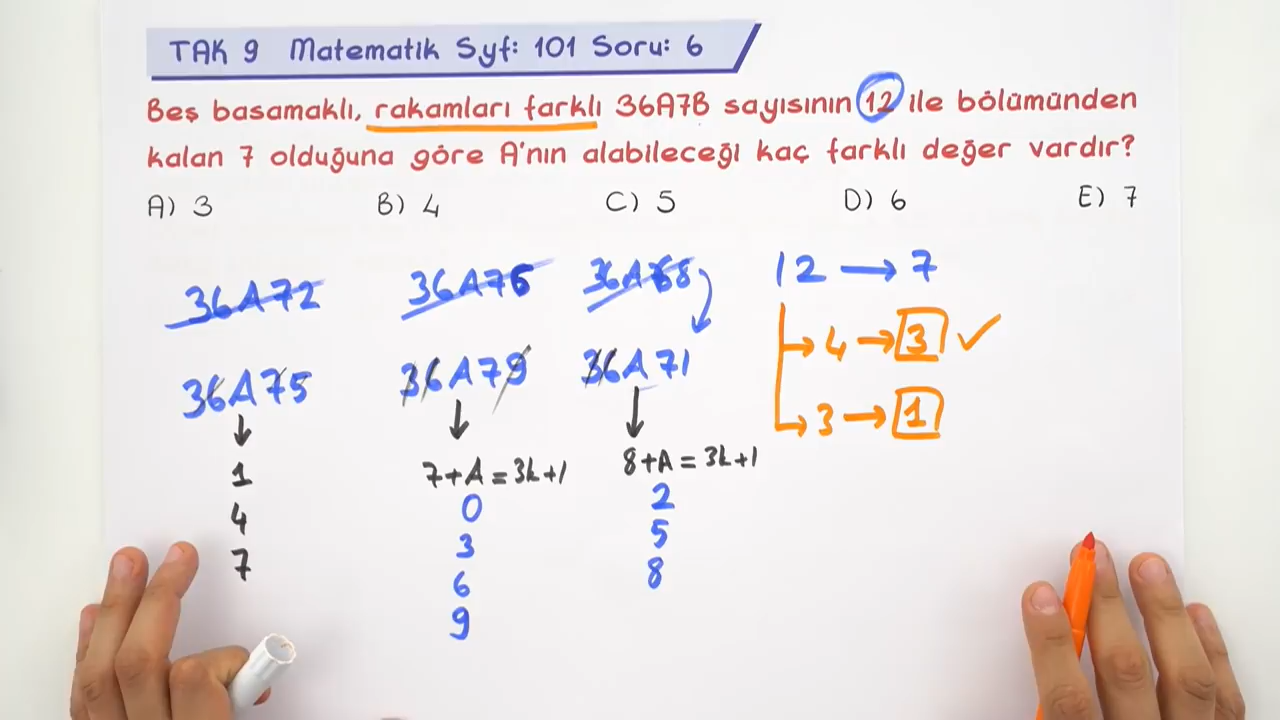 TAK 9 Matematik Syf: 101 Soru: 6
Beş basamaklı, rakamları farklı 36A7B sayısının 12 ile bölümünden
kalan 7 olduğuna göre A'nın alabileceği kaç farklı değer vardır?
A) 3 B) 4 C) 5 D) 6 E) 7
36A72
36A75
1
4
7
36A76
36A79
7+A=3k+1
0
3
6
9
36A71
8+A=3k+1
2
5
8
12 → 7
→ 4 → 3 ✓
→ 3 → 1